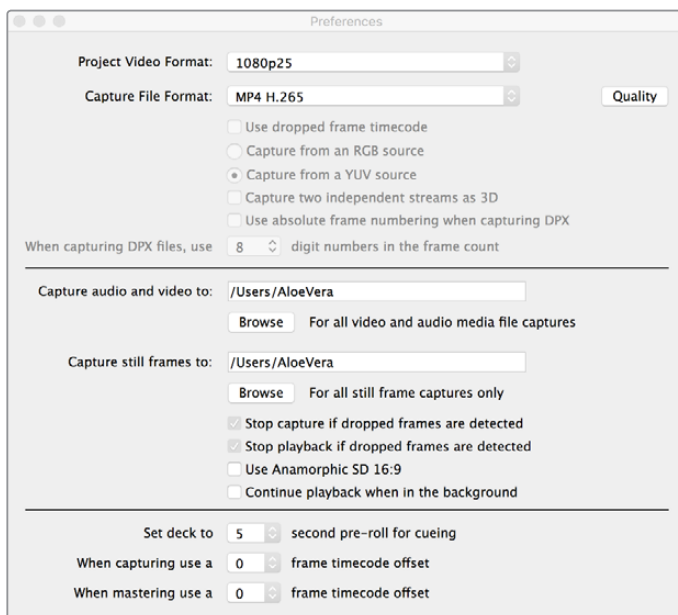 Preferences
Project Video Format: 1080p25
Capture File Format: MP4 H.265 Quality
Use dropped frame timecode
Capture from an RGB source
Capture from a YUV source
Capture two independent streams as 3D
Use absolute frame numbering when capturing DPX
When capturing DPX files, use 8 digit numbers in the frame count
Capture audio and video to: /Users/AloeVera
Browse For all video and audio media file captures
Capture still frames to: /Users/AloeVera
Browse For all still frame captures only
Stop capture if dropped frames are detected
Stop playback if dropped frames are detected
Use Anamorphic SD 16:9
Continue playback when in the background
Set deck to 5 second pre-roll for cueing
When capturing use a 0 frame timecode offset
When mastering use a 0 frame timecode offset